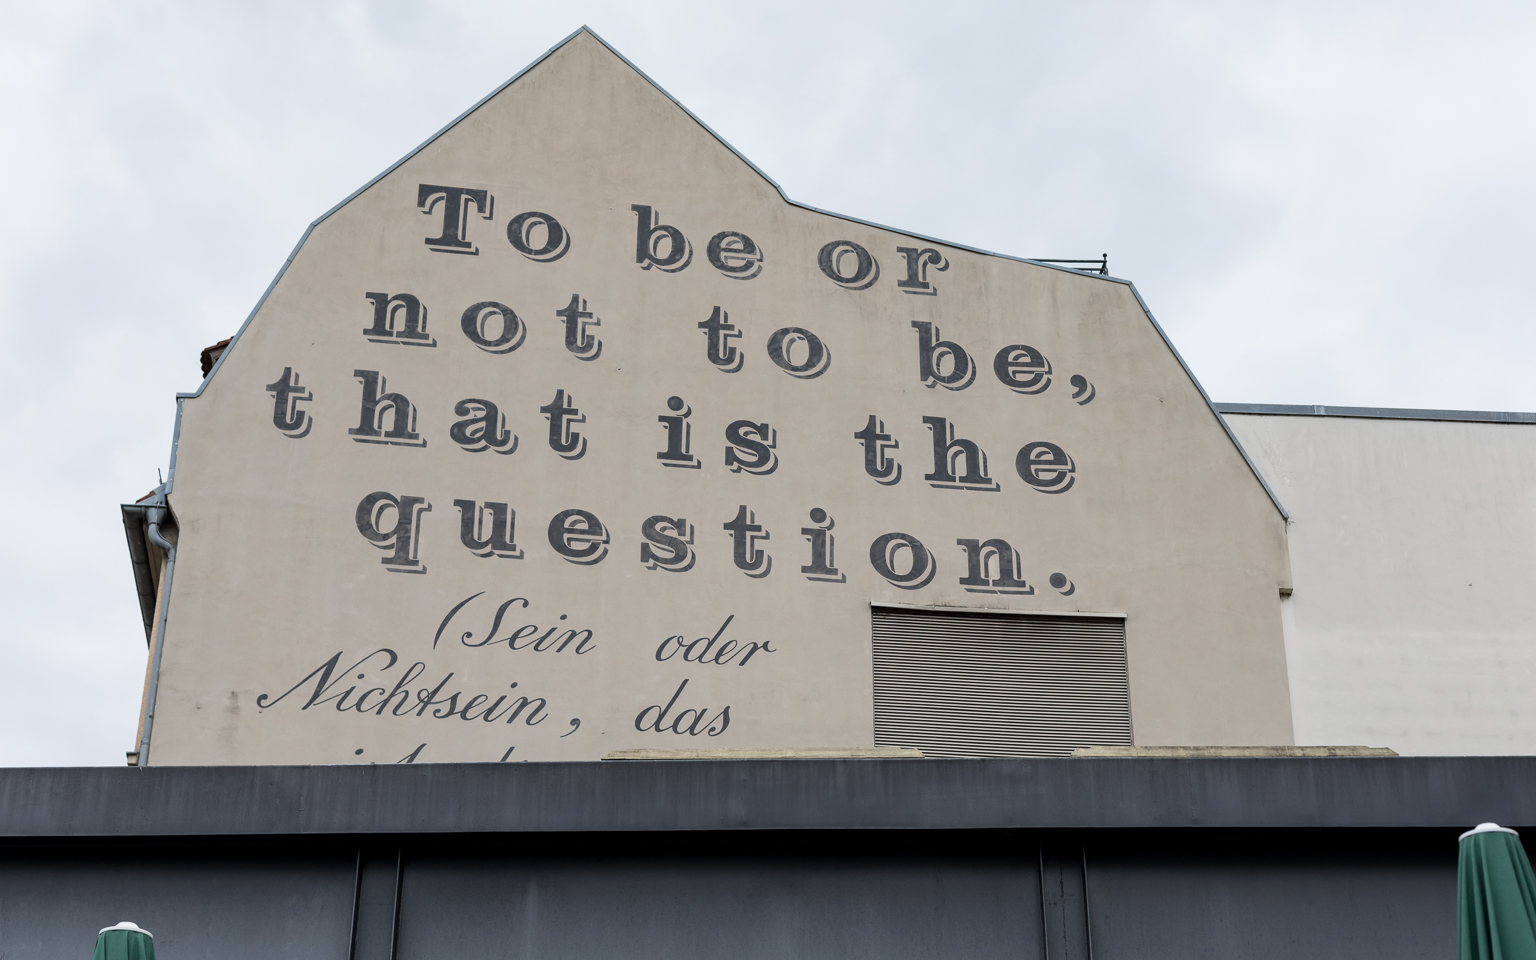 To be or
not to be,
that is the
question.
(Sein oder
Nichtsein, das